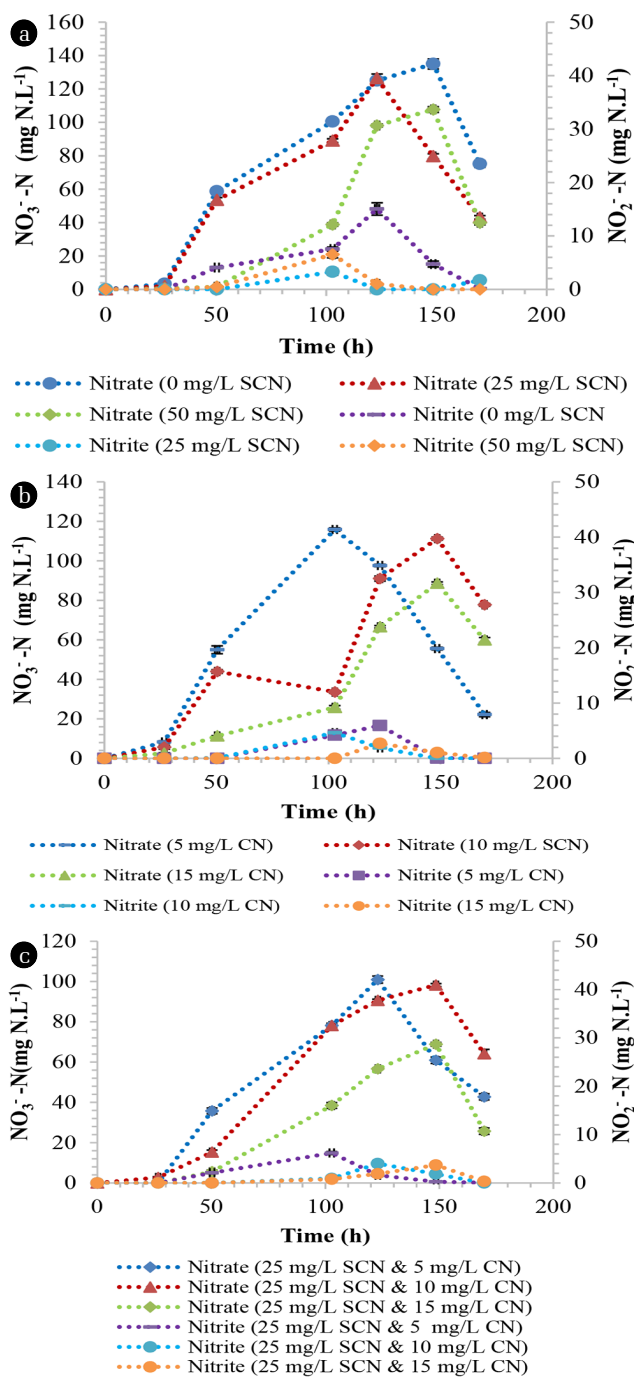 a
NO3- -N (mg N.L-1)
160
140
120
100
80
60
40
20
0
50
40
30
20
10
0
NO2- -N (mg N.L-1)
0 50 100 150 200
Time (h)
Nitrate (0 mg/L SCN) Nitrate (25 mg/L SCN)
Nitrate (50 mg/L SCN) Nitrite (0 mg/L SCN
Nitrite (25 mg/L SCN) Nitrite (50 mg/L SCN)
b
NO3- -N (mg N.L-1)
140
120
100
80
60
40
20
0
50
40
30
20
10
0
NO2- -N (mg N.L-1)
0 50 100 150 200
Time (h)
Nitrate (5 mg/L CN) Nitrate (10 mg/L SCN)
Nitrate (15 mg/L CN) Nitrite (5 mg/L CN)
Nitrite (10 mg/L CN) Nitrite (15 mg/L CN)
c
NO3- -N(mg N.L-1)
120
100
80
60
40
20
0
50
40
30
20
10
0
NO2- -N (mg N.L-1)
0 50 100 150 200
Time (h)
Nitrate (25 mg/L SCN & 5 mg/L CN)
Nitrate (25 mg/L SCN & 10 mg/L CN)
Nitrate (25 mg/L SCN & 15 mg/L CN)
Nitrite (25 mg/L SCN & 5 mg/L CN)
Nitrite (25 mg/L SCN & 10 mg/L CN)
Nitrite (25 mg/L SCN & 15 mg/L CN)